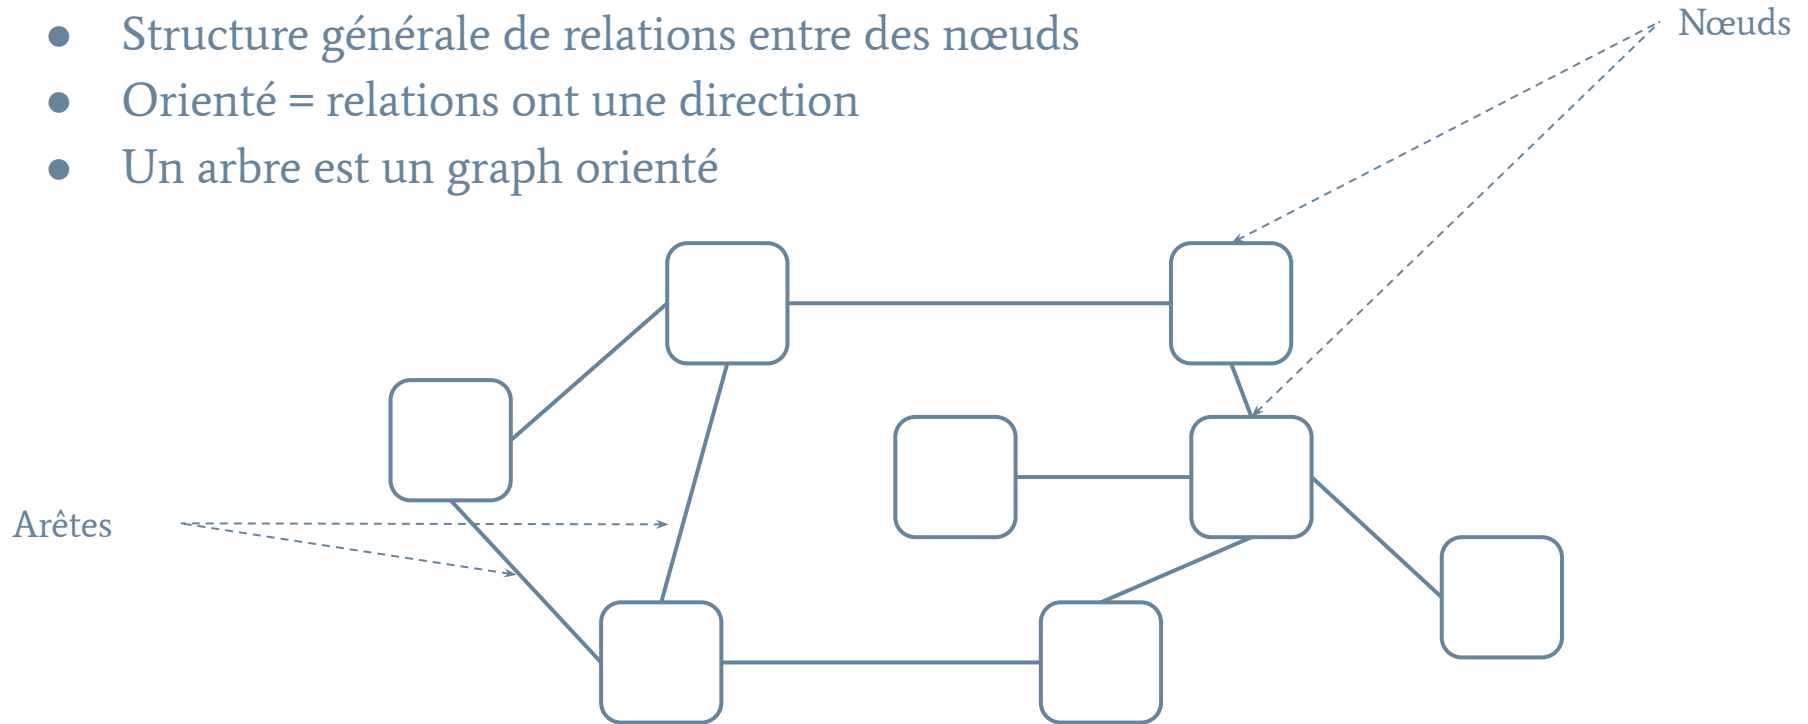 ● Structure générale de relations entre des nœuds
● Orienté = relations ont une direction
● Un arbre est un graph orienté
Nœuds
Arêtes